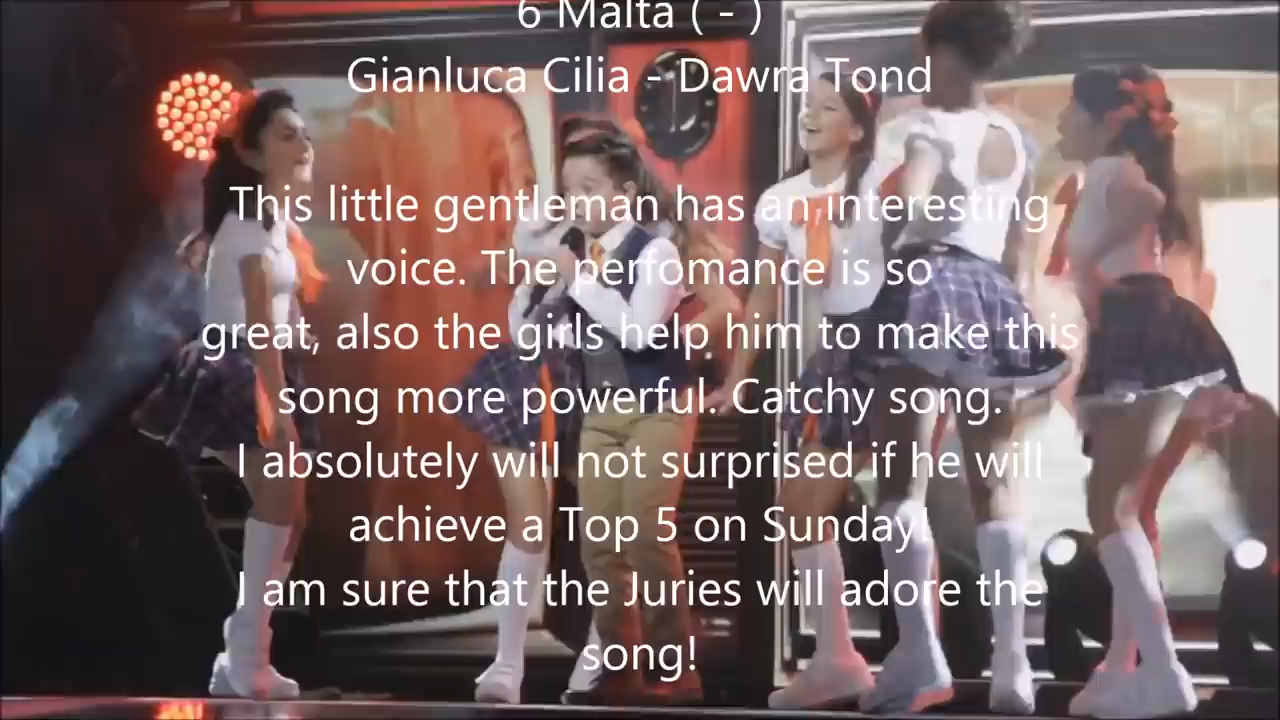 6 Malta ( - )
Gianluca Cilia - Dawra Tond
This little gentleman has an interesting
voice. The perfomance is so
great, also the girls help him to make this
song more powerful. Catchy song.
I absolutely will not surprised if he will
achieve a Top 5 on Sunday!
I am sure that the Juries will adore the
song!